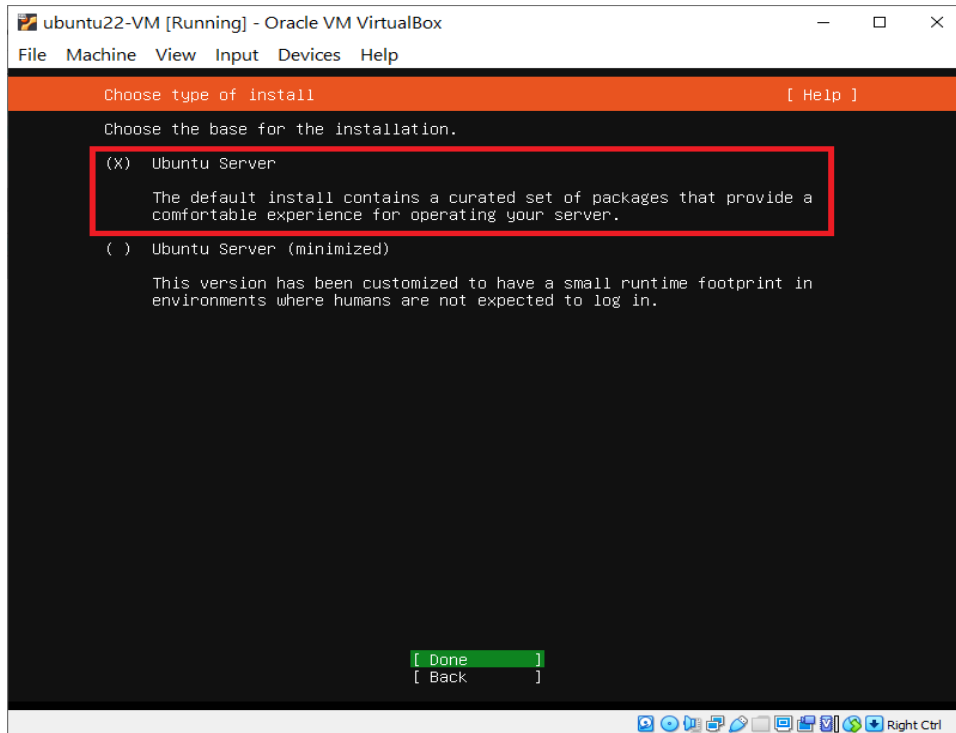 ubuntu22-VM [Running] - Oracle VM VirtualBox
File Machine View Input Devices Help
Choose type of install [ Help ]
Choose the base for the installation.
(X) Ubuntu Server
The default install contains a curated set of packages that provide a
comfortable experience for operating your server.
( ) Ubuntu Server (minimized)
This version has been customized to have a small runtime footprint in
environments where humans are not expected to log in.
[ Done ]
[ Back ]
Right Ctrl